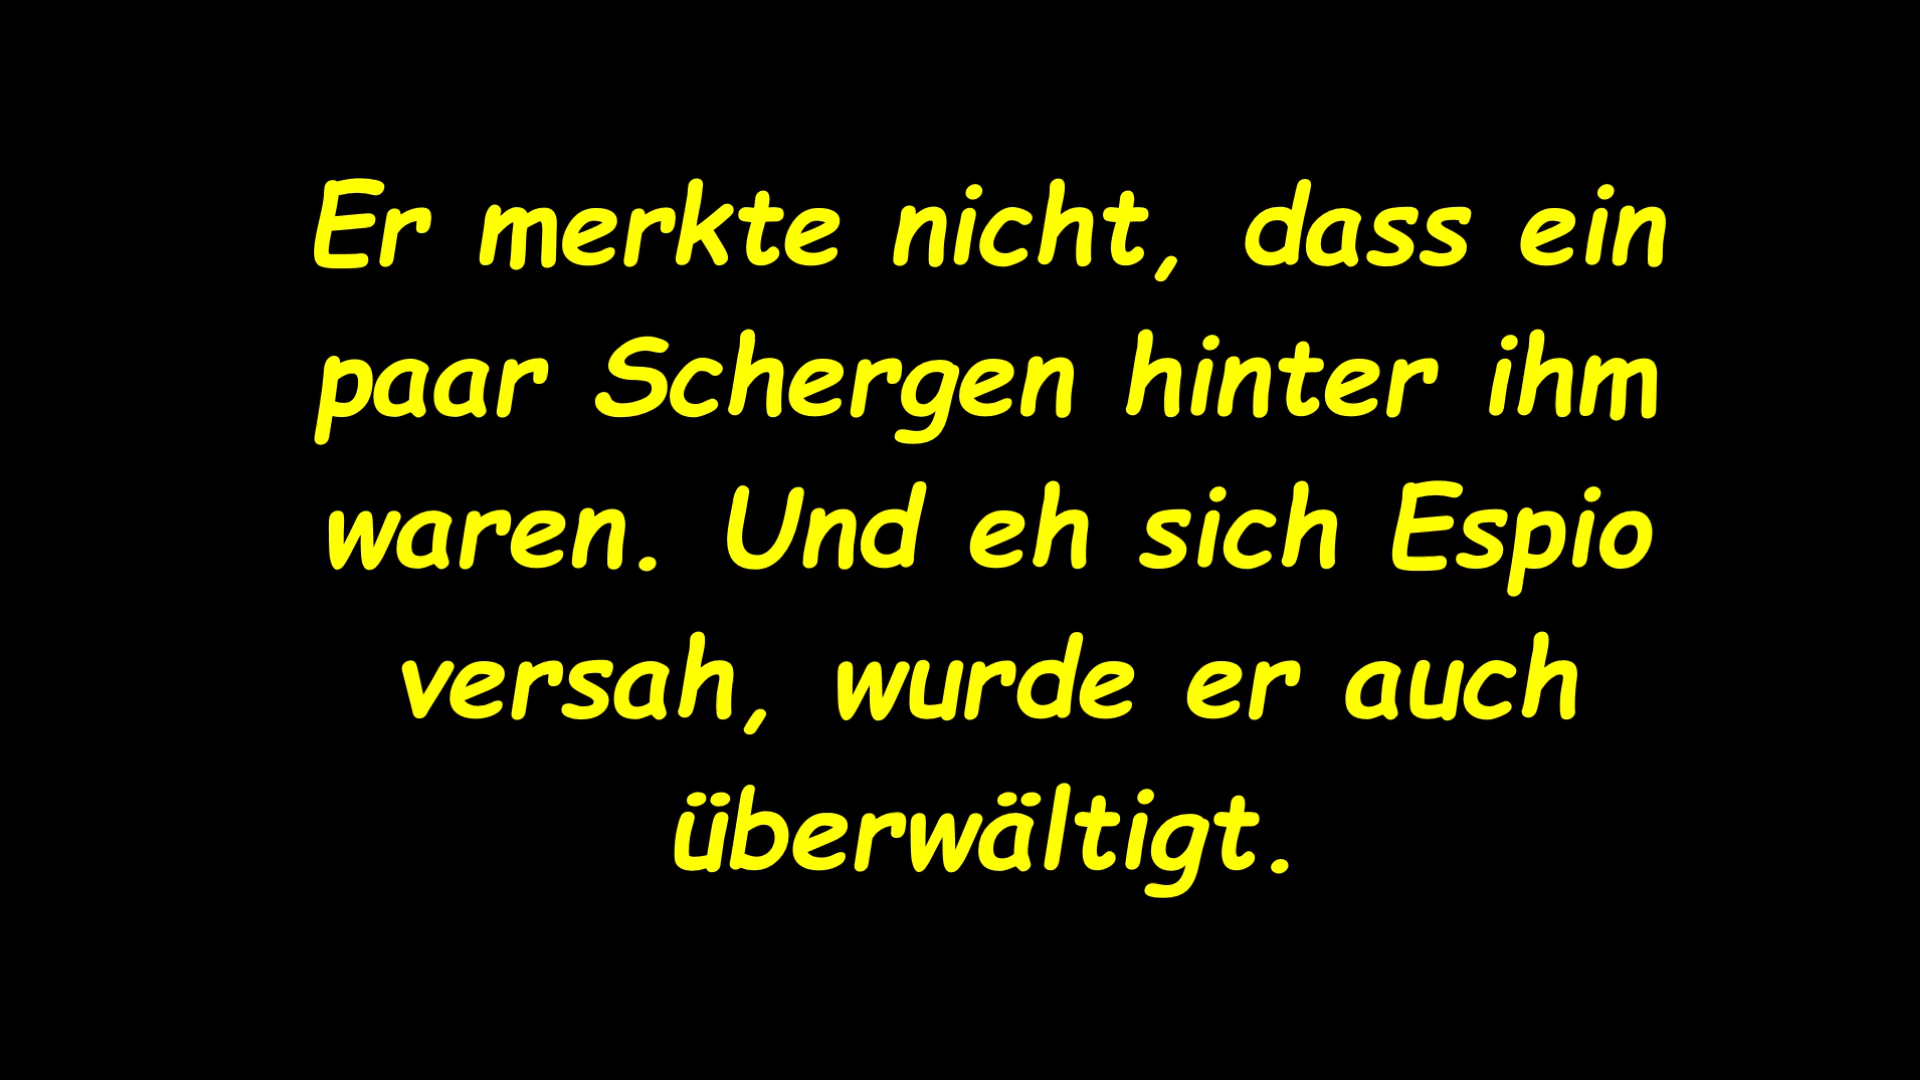 Er merkte nicht, dass ein
paar Schergen hinter ihm
waren. Und eh sich Espio
versah, wurde er auch
überwältigt.